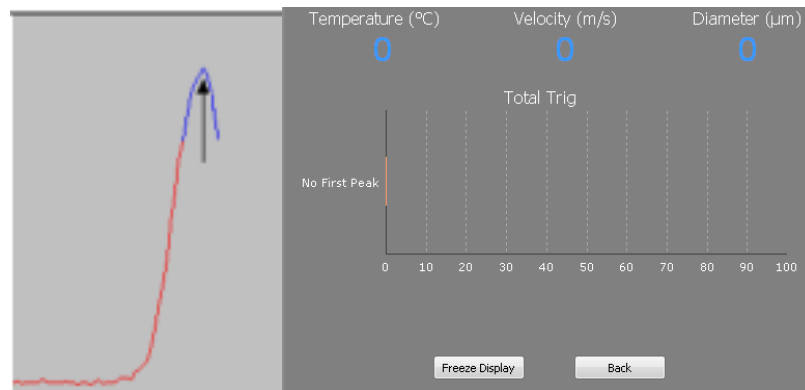 Temperature (ºC) Velocity (m/s) Diameter (µm)
0 0 0
Total Trig
No First Peak
0 10 20 30 40 50 60 70 80 90 100
Freeze Display Back